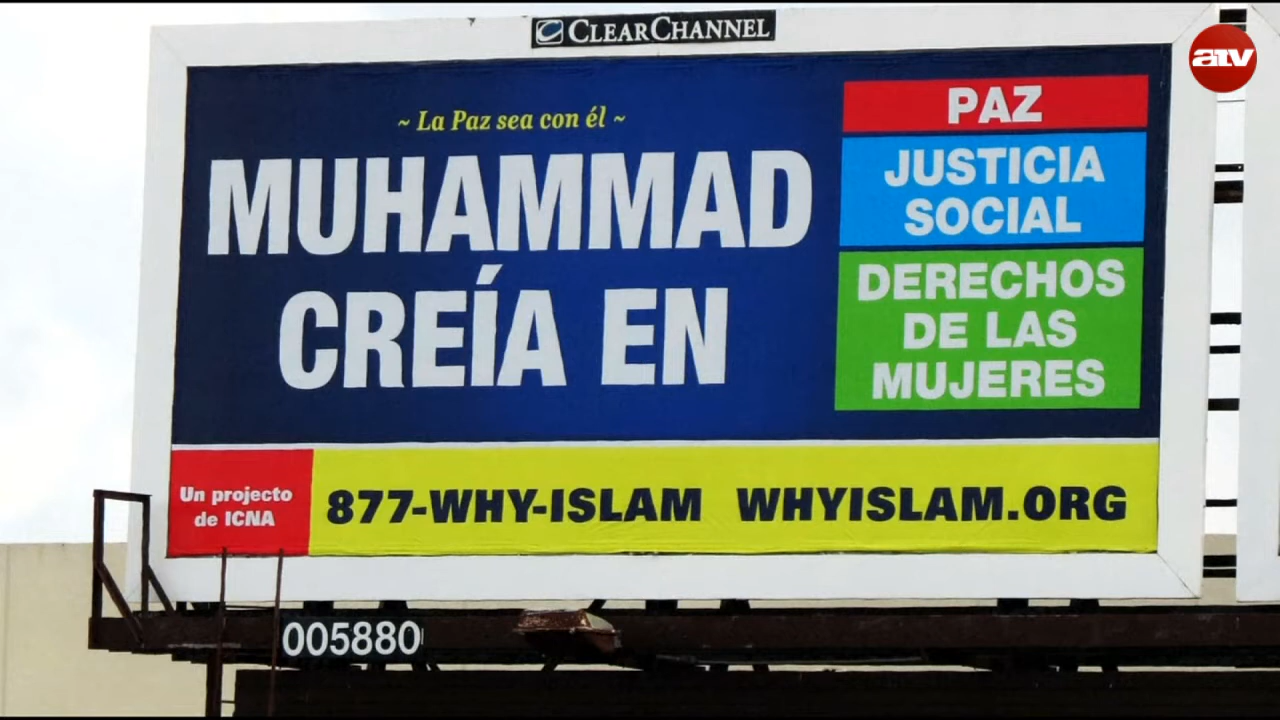 CLEARCHANNEL
atv
~ La Paz sea con él ~
MUHAMMAD
CREÍA EN
PAZ
JUSTICIA
SOCIAL
DERECHOS
DE LAS
MUJERES
Un projecto
de ICNA
877-WHY-ISLAM WHYISLAM.ORG
005880